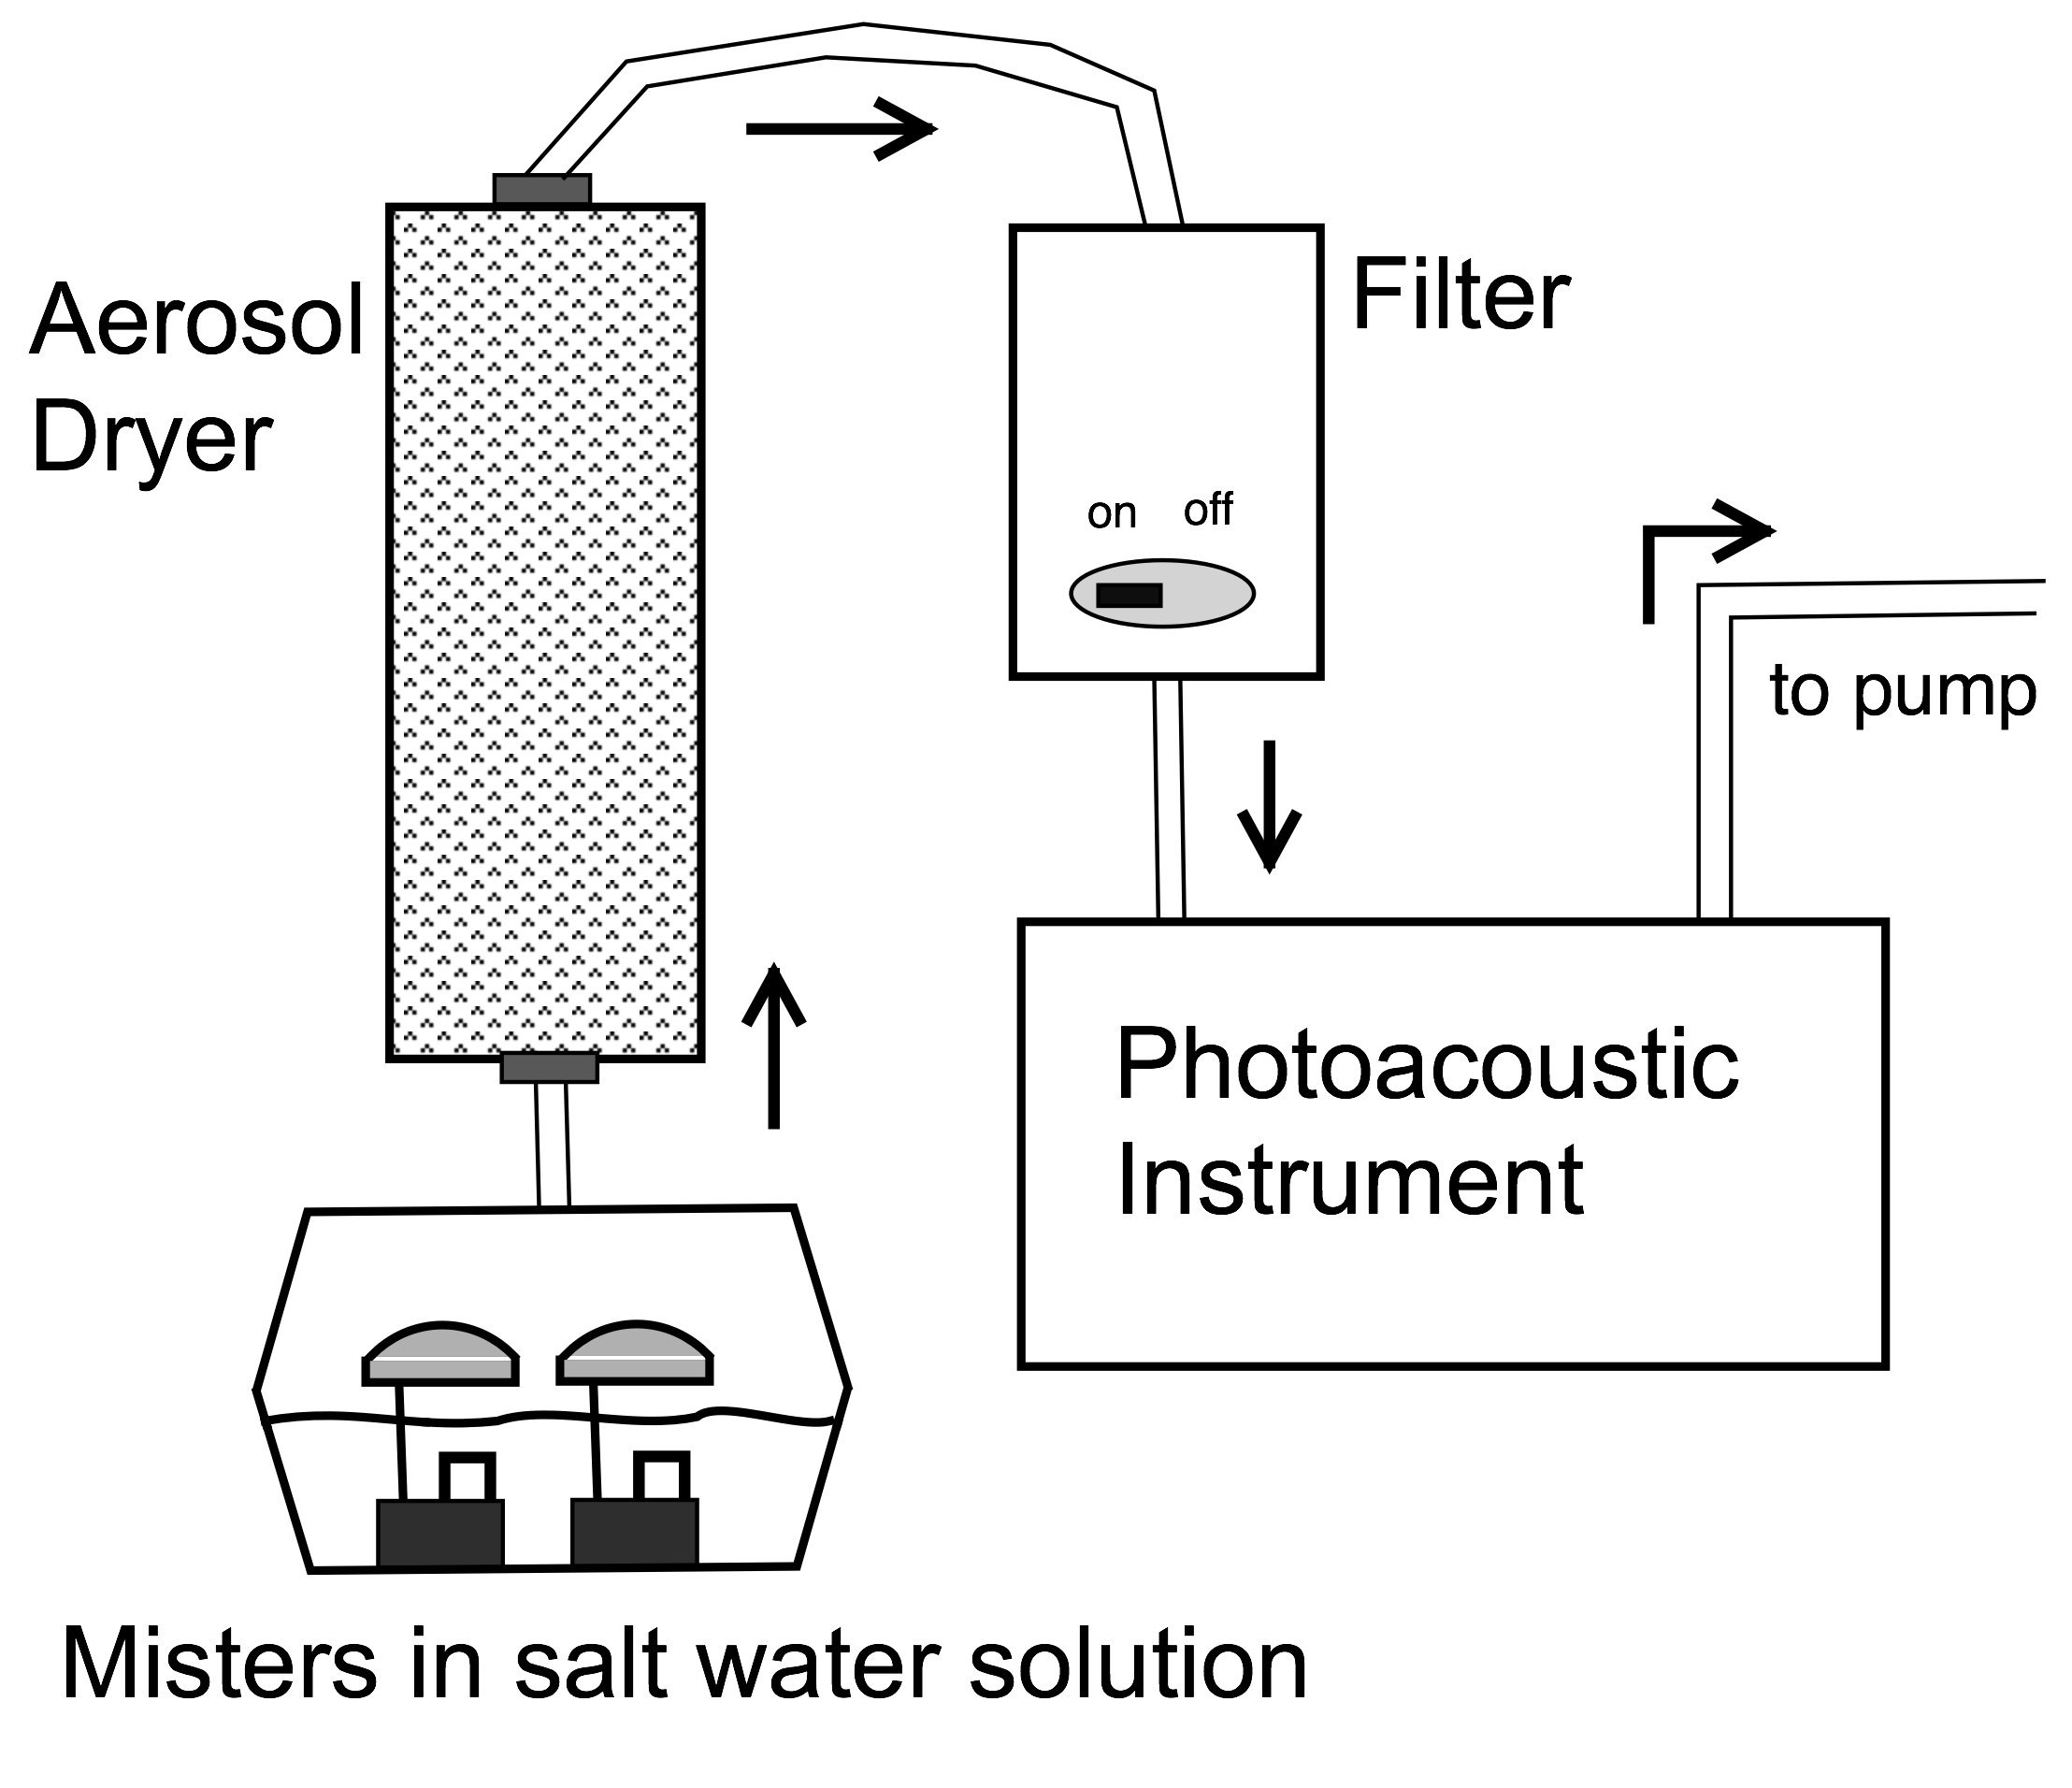 Aerosol
Dryer
Filter
on off
to pump
Photoacoustic
Instrument
Misters in salt water solution